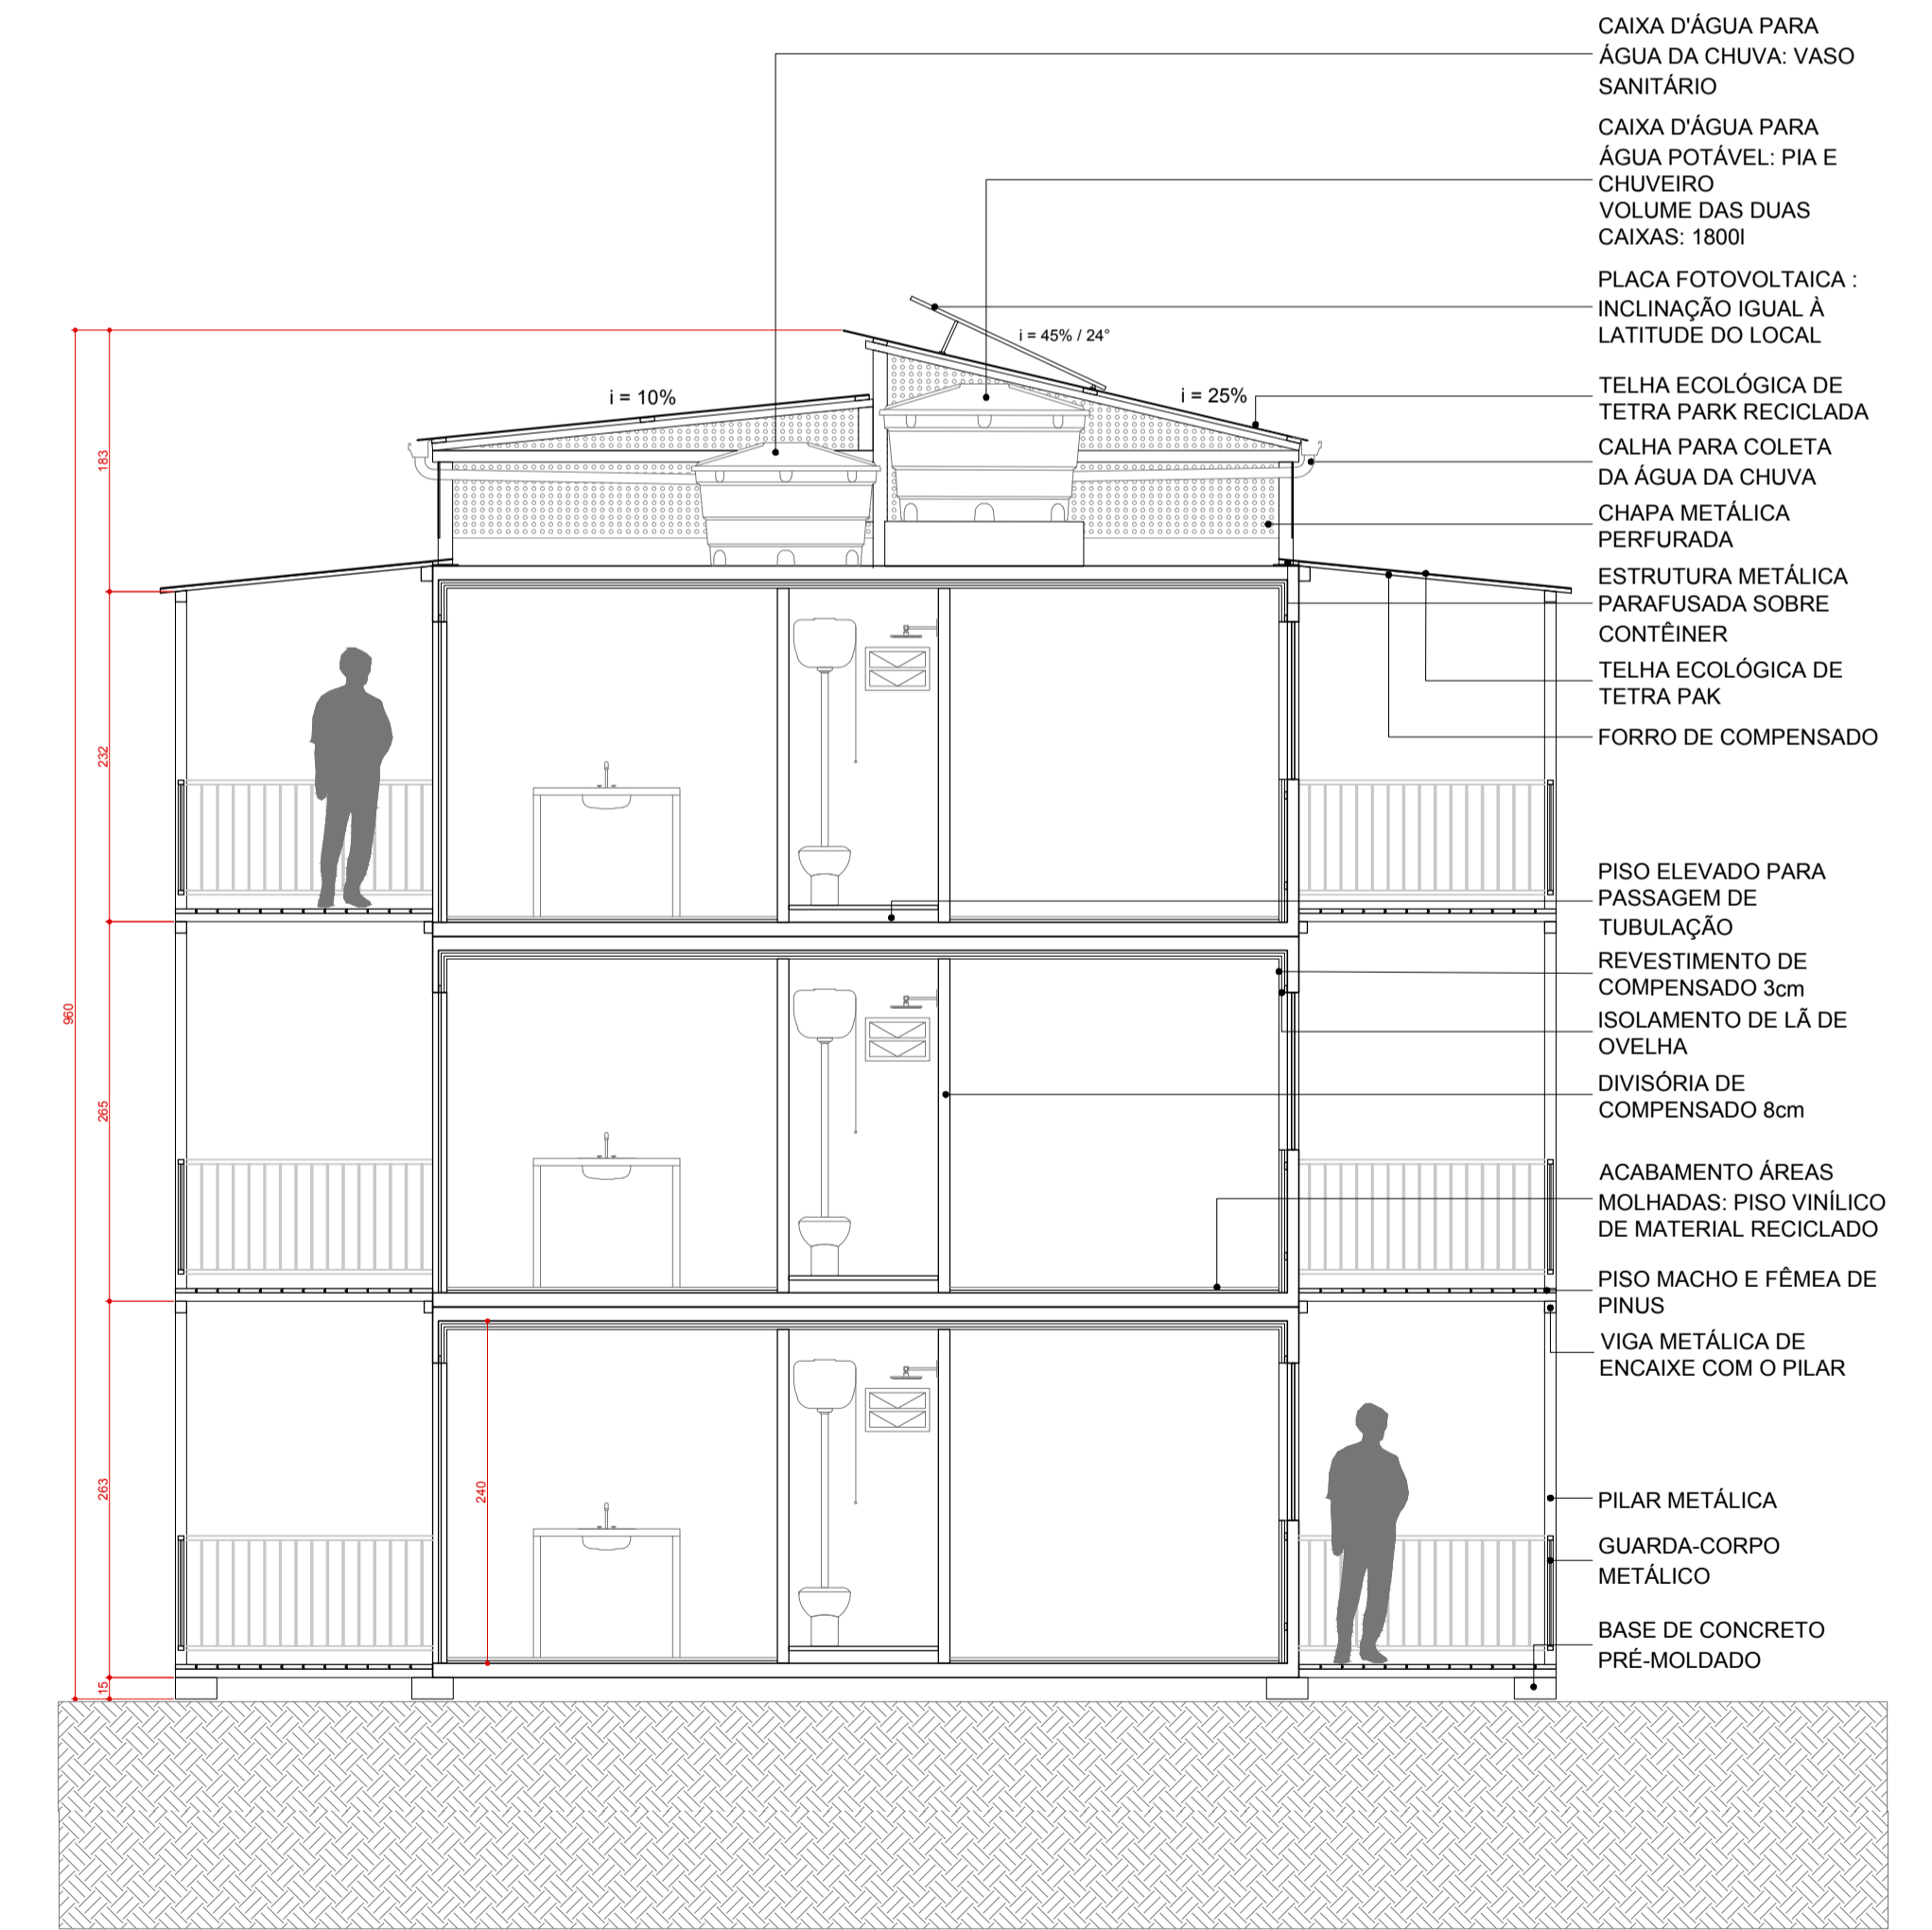 CAIXA D'ÁGUA PARA
ÁGUA DA CHUVA: VASO
SANITÁRIO
CAIXA D'ÁGUA PARA
ÁGUA POTÁVEL: PIA E
CHUVEIRO
VOLUME DAS DUAS
CAIXAS: 1800l
PLACA FOTOVOLTAICA :
INCLINAÇÃO IGUAL À
LATITUDE DO LOCAL
i = 45% / 24°
i = 10%
i = 25%
TELHA ECOLÓGICA DE
TETRA PARK RECICLADA
CALHA PARA COLETA
DA ÁGUA DA CHUVA
CHAPA METÁLICA
PERFURADA
ESTRUTURA METÁLICA
PARAFUSADA SOBRE
CONTÊINER
TELHA ECOLÓGICA DE
TETRA PAK
FORRO DE COMPENSADO
PISO ELEVADO PARA
PASSAGEM DE
TUBULAÇÃO
REVESTIMENTO DE
COMPENSADO 3cm
ISOLAMENTO DE LÃ DE
OVELHA
DIVISÓRIA DE
COMPENSADO 8cm
ACABAMENTO ÁREAS
MOLHADAS: PISO VINÍLICO
DE MATERIAL RECICLADO
PISO MACHO E FÊMEA DE
PINUS
VIGA METÁLICA DE
ENCAIXE COM O PILAR
PILAR METÁLICA
GUARDA-CORPO
METÁLICO
BASE DE CONCRETO
PRÉ-MOLDADO
183
232
960
265
263
240
15